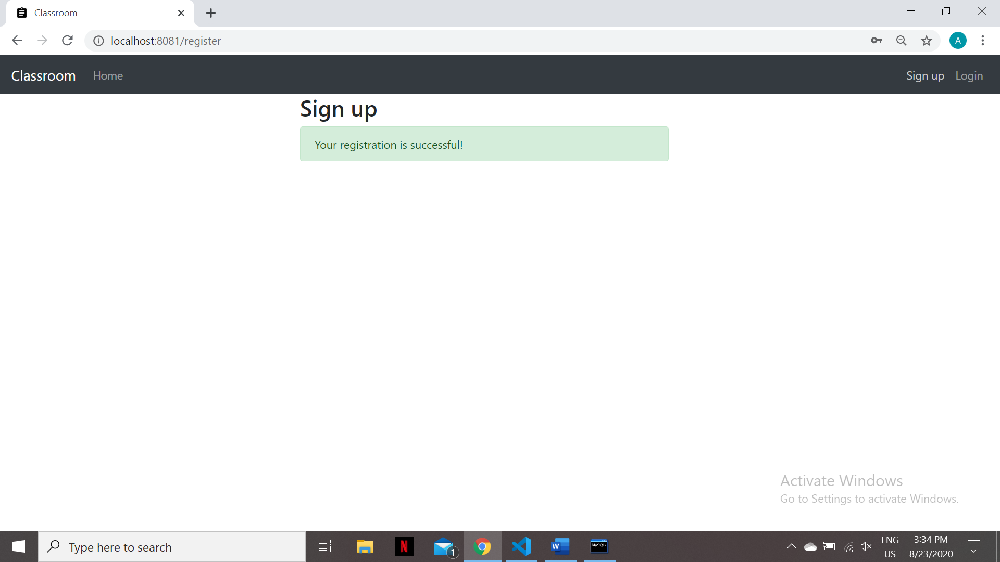 Classroom
localhost:8081/register
A
Classroom Home Sign up Login
Sign up
Your registration is successful!
Activate Windows
Go to Settings to activate Windows.
Type here to search
N
1
W
MySQL>
ENG
US
3:34 PM
8/23/2020